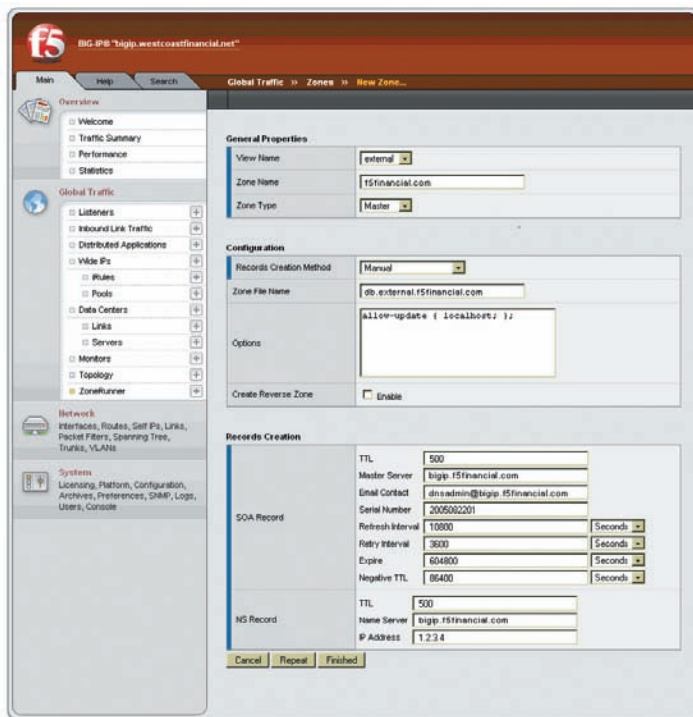 f5
BIG-IP® "bigip.westcoastfinancial.net"
Main Help Search
Global Traffic » Zones » New Zone...
Overview
Welcome
Traffic Summary
Performance
Statistics
Global Traffic
Listeners
Inbound Link Traffic
Distributed Applications
Wide IPs
iRules
Pools
Data Centers
Links
Servers
Monitors
Topology
ZoneRunner
Network
Interfaces, Routes, Self IPs, Links,
Packet Filters, Spanning Tree,
Trunks, VLANs
System
Licensing, Platform, Configuration,
Archives, Preferences, SNMP, Logs,
Users, Console
General Properties
View Name external
Zone Name f5financial.com
Zone Type Master
Configuration
Records Creation Method Manual
Zone File Name db.external.f5financial.com
Options allow-update { localhost; };
Create Reverse Zone Enable
Records Creation
SOA Record
TTL 500
Master Server bigip.f5financial.com
Email Contact dnsadmin@bigip.f5financial.com
Serial Number 2005082201
Refresh Interval 10800 Seconds
Retry Interval 3600 Seconds
Expire 604800 Seconds
Negative TTL 86400 Seconds
NS Record
TTL 500
Name Server bigip.f5financial.com
IP Address 1.2.3.4
Cancel Repeat Finished